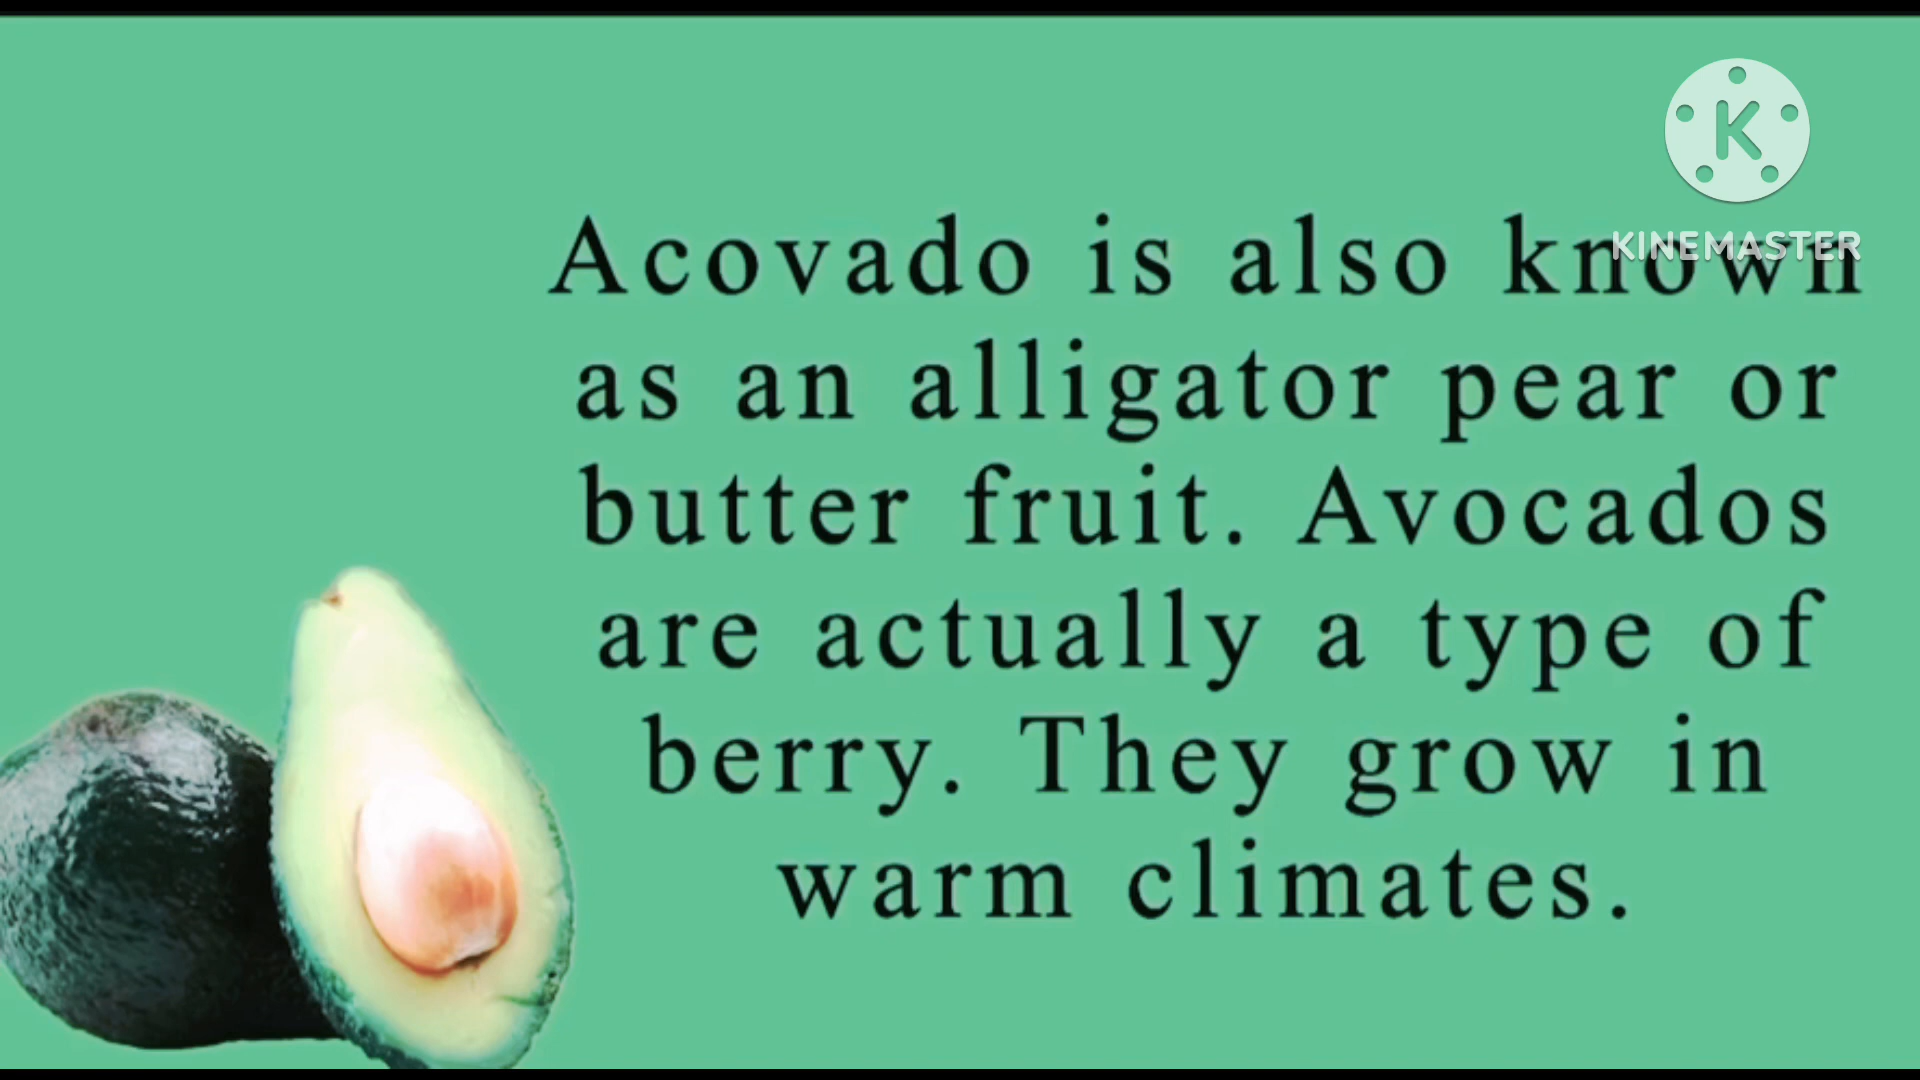 K
KINEMASTER
Acovado is also known
as an alligator pear or
butter fruit. Avocados
are actually a type of
berry. They grow in
warm climates.